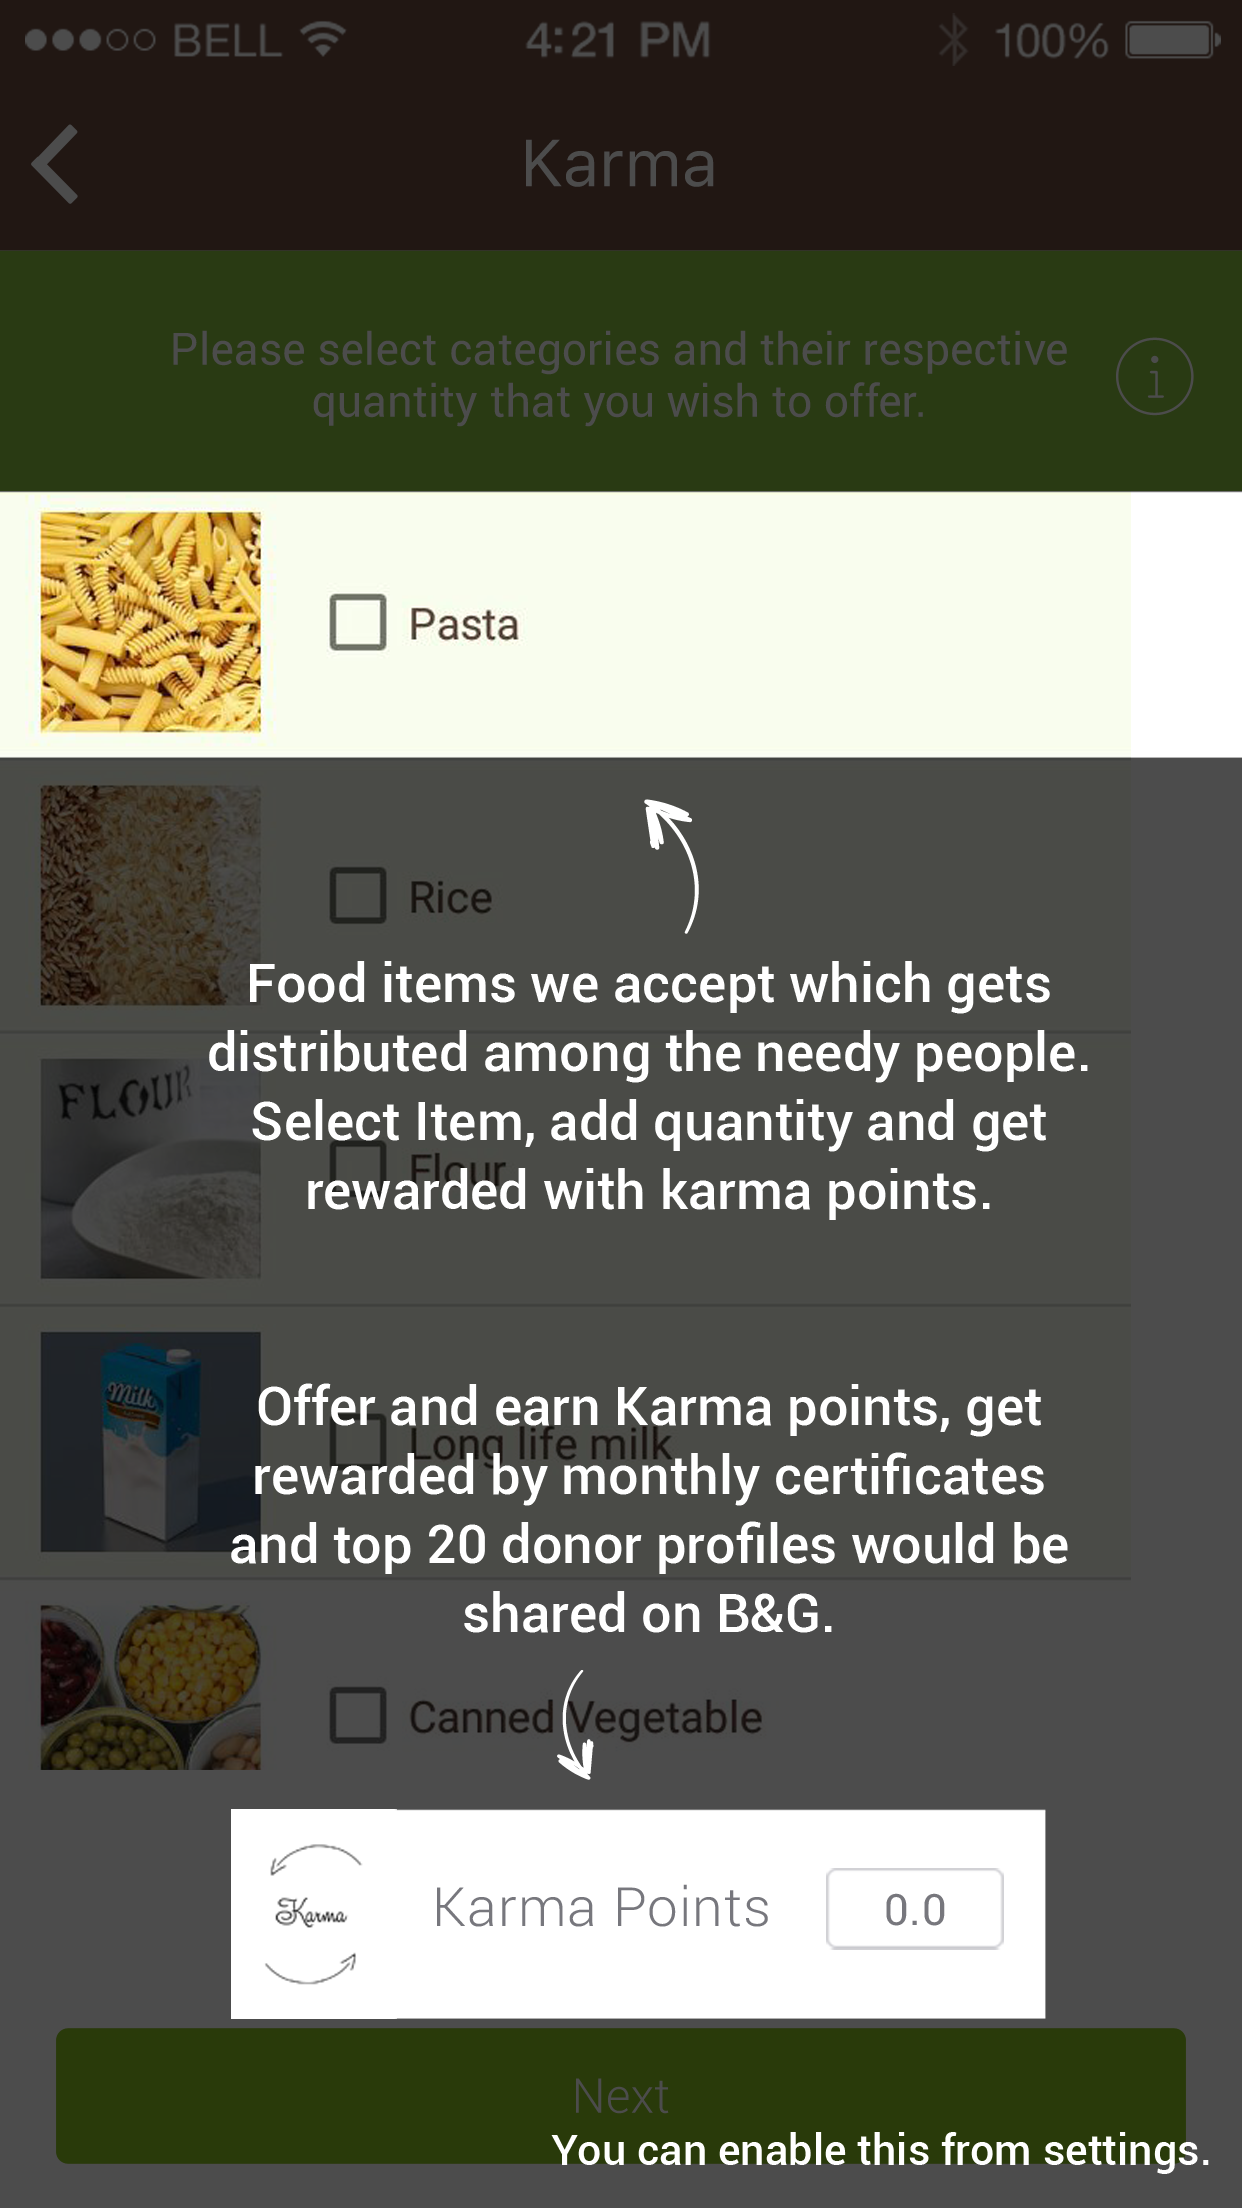 BELL 4:21 PM 100%
Karma
Please select categories and their respective
quantity that you wish to offer.
i
Pasta
Rice
Food items we accept which gets
distributed among the needy people.
FLOUR
Select Item, add quantity and get
Flour
rewarded with karma points.
Milk
Offer and earn Karma points, get
Long life milk
rewarded by monthly certificates
and top 20 donor profiles would be
shared on B&G.
Canned Vegetable
Karma
Karma Points 0.0
Next
You can enable this from settings.